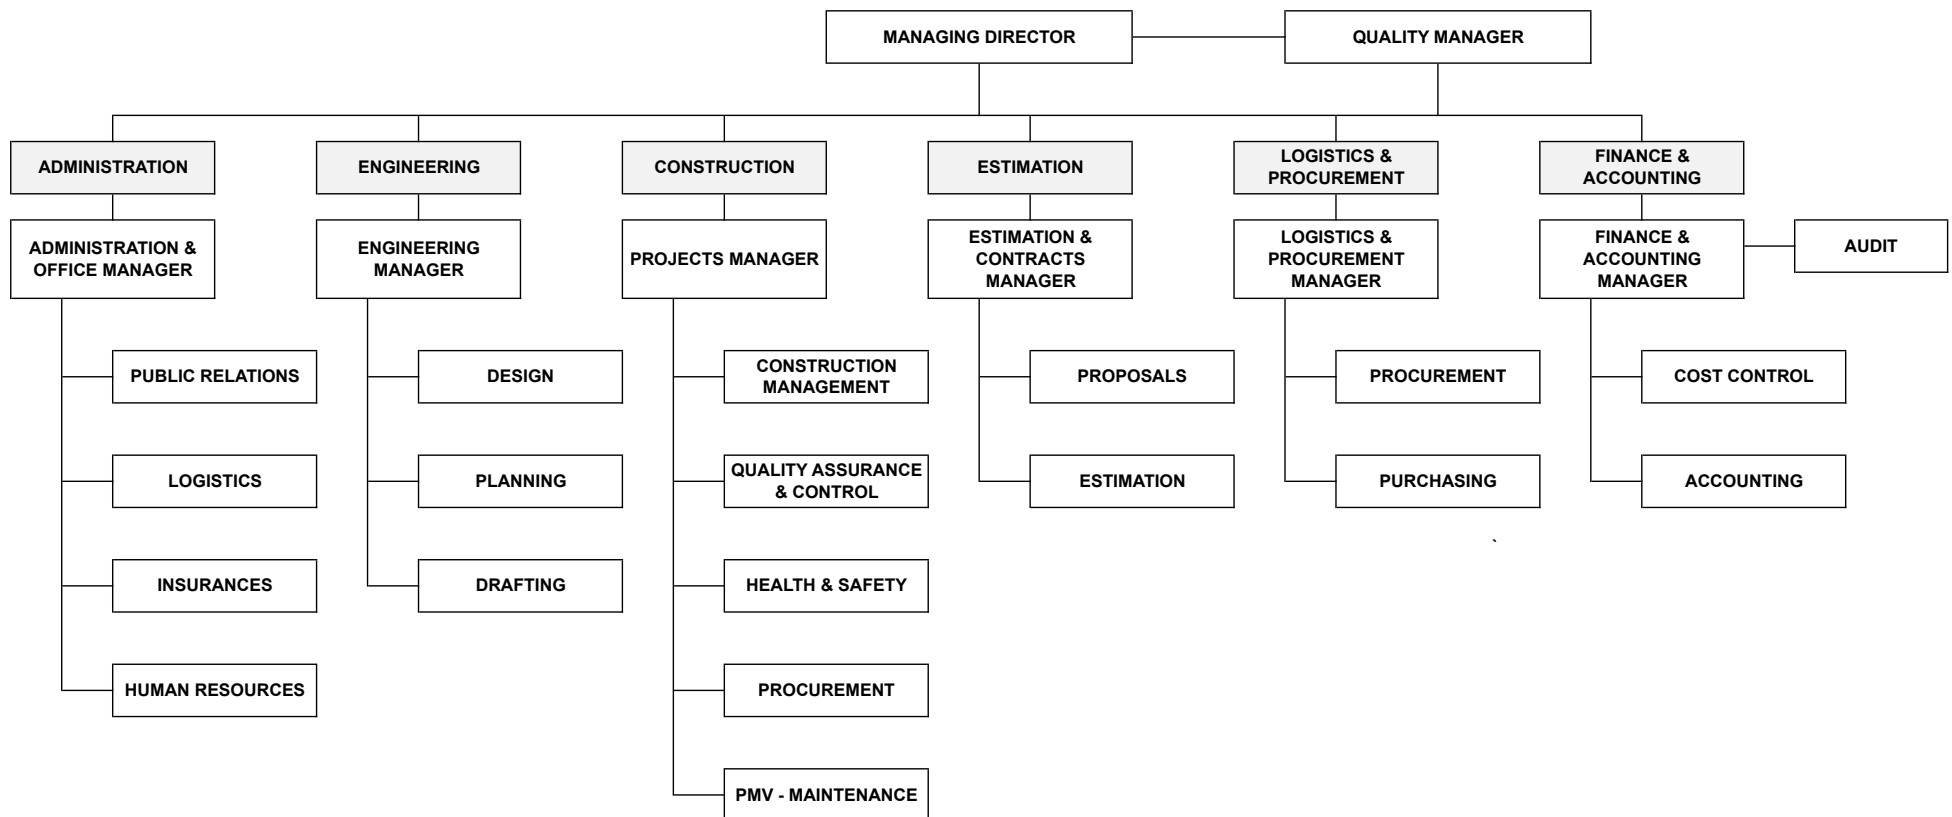 MANAGING DIRECTOR
QUALITY MANAGER
ADMINISTRATION
ENGINEERING
CONSTRUCTION
ESTIMATION
LOGISTICS &
PROCUREMENT
FINANCE &
ACCOUNTING
ADMINISTRATION &
OFFICE MANAGER
ENGINEERING
MANAGER
PROJECTS MANAGER
ESTIMATION &
CONTRACTS
MANAGER
LOGISTICS &
PROCUREMENT
MANAGER
FINANCE &
ACCOUNTING
MANAGER
AUDIT
PUBLIC RELATIONS
DESIGN
CONSTRUCTION
MANAGEMENT
PROPOSALS
PROCUREMENT
COST CONTROL
LOGISTICS
PLANNING
QUALITY ASSURANCE
& CONTROL
ESTIMATION
PURCHASING
ACCOUNTING
`
INSURANCES
DRAFTING
HEALTH & SAFETY
HUMAN RESOURCES
PROCUREMENT
PMV - MAINTENANCE